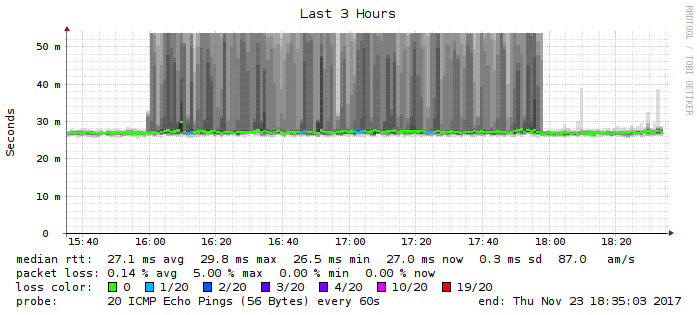 Last 3 Hours
RRDTOOL / TOBI OETIKER
Seconds
50 m
40 m
30 m
20 m
10 m
0
15:40 16:00 16:20 16:40 17:00 17:20 17:40 18:00 18:20
median rtt: 27.1 ms avg 29.8 ms max 26.5 ms min 27.0 ms now 0.3 ms sd 87.0 am/s
packet loss: 0.14 % avg 5.00 % max 0.00 % min 0.00 % now
loss color: 0 1/20 2/20 3/20 4/20 10/20 19/20
probe: 20 ICMP Echo Pings (56 Bytes) every 60s end: Thu Nov 23 18:35:03 2017